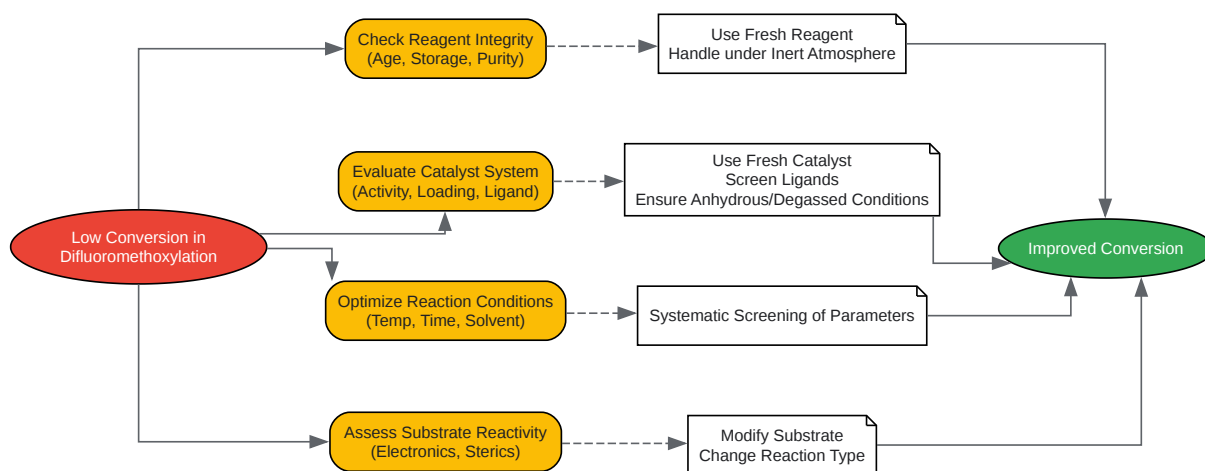 Check Reagent Integrity
(Age, Storage, Purity)
Use Fresh Reagent
Handle under Inert Atmosphere
Evaluate Catalyst System
(Activity, Loading, Ligand)
Use Fresh Catalyst
Screen Ligands
Ensure Anhydrous/Degassed Conditions
Low Conversion in
Difluoromethoxylation
Improved Conversion
Optimize Reaction Conditions
(Temp, Time, Solvent)
Systematic Screening of Parameters
Assess Substrate Reactivity
(Electronics, Sterics)
Modify Substrate
Change Reaction Type